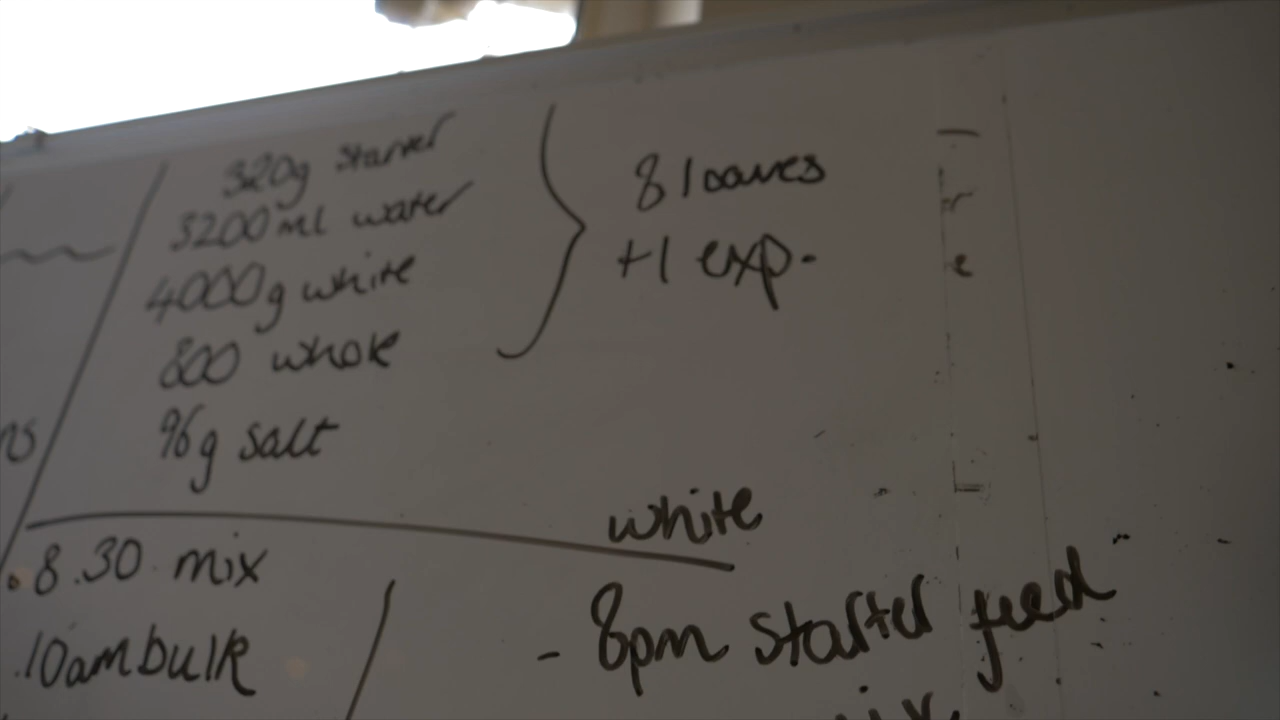 320g starter
3200ml water
4000g white
800 whole
96g salt
8 loaves
+1 exp.
8.30 mix
10am bulk
white
- 8pm starter feed